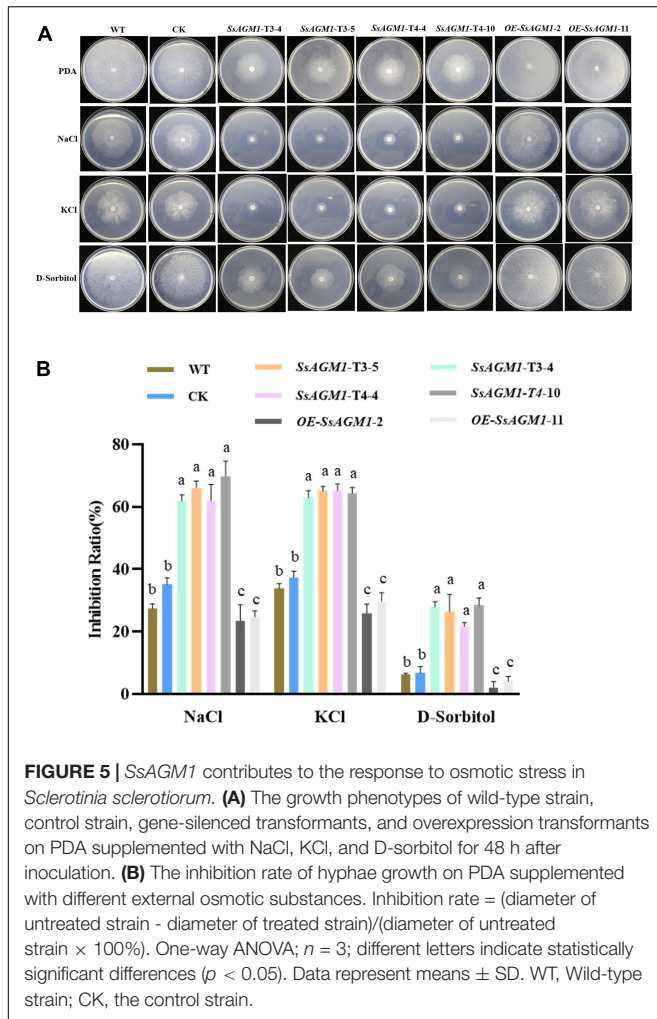 A
WT CK SsAGM1-T3-4 SsAGM1-T3-5 SsAGM1-T4-4 SsAGM1-T4-10 OE-SsAGM1-2 OE-SsAGM1-11
PDA
NaCl
KCl
D-Sorbitol
B
WT SsAGM1-T3-5 SsAGM1-T3-4
CK SsAGM1-T4-4 SsAGM1-T4-10
OE-SsAGM1-2 OE-SsAGM1-11
Inhibition Ratio(%)
80
60
40
20
0
b b a a a a c c
b b a a a a c c
b b a a a a c c
NaCl KCl D-Sorbitol
FIGURE 5 | SsAGM1 contributes to the response to osmotic stress in
Sclerotinia sclerotiorum. (A) The growth phenotypes of wild-type strain,
control strain, gene-silenced transformants, and overexpression transformants
on PDA supplemented with NaCl, KCl, and D-sorbitol for 48 h after
inoculation. (B) The inhibition rate of hyphae growth on PDA supplemented
with different external osmotic substances. Inhibition rate = (diameter of
untreated strain - diameter of treated strain)/(diameter of untreated
strain × 100%). One-way ANOVA; n = 3; different letters indicate statistically
significant differences (p < 0.05). Data represent means ± SD. WT, Wild-type
strain; CK, the control strain.